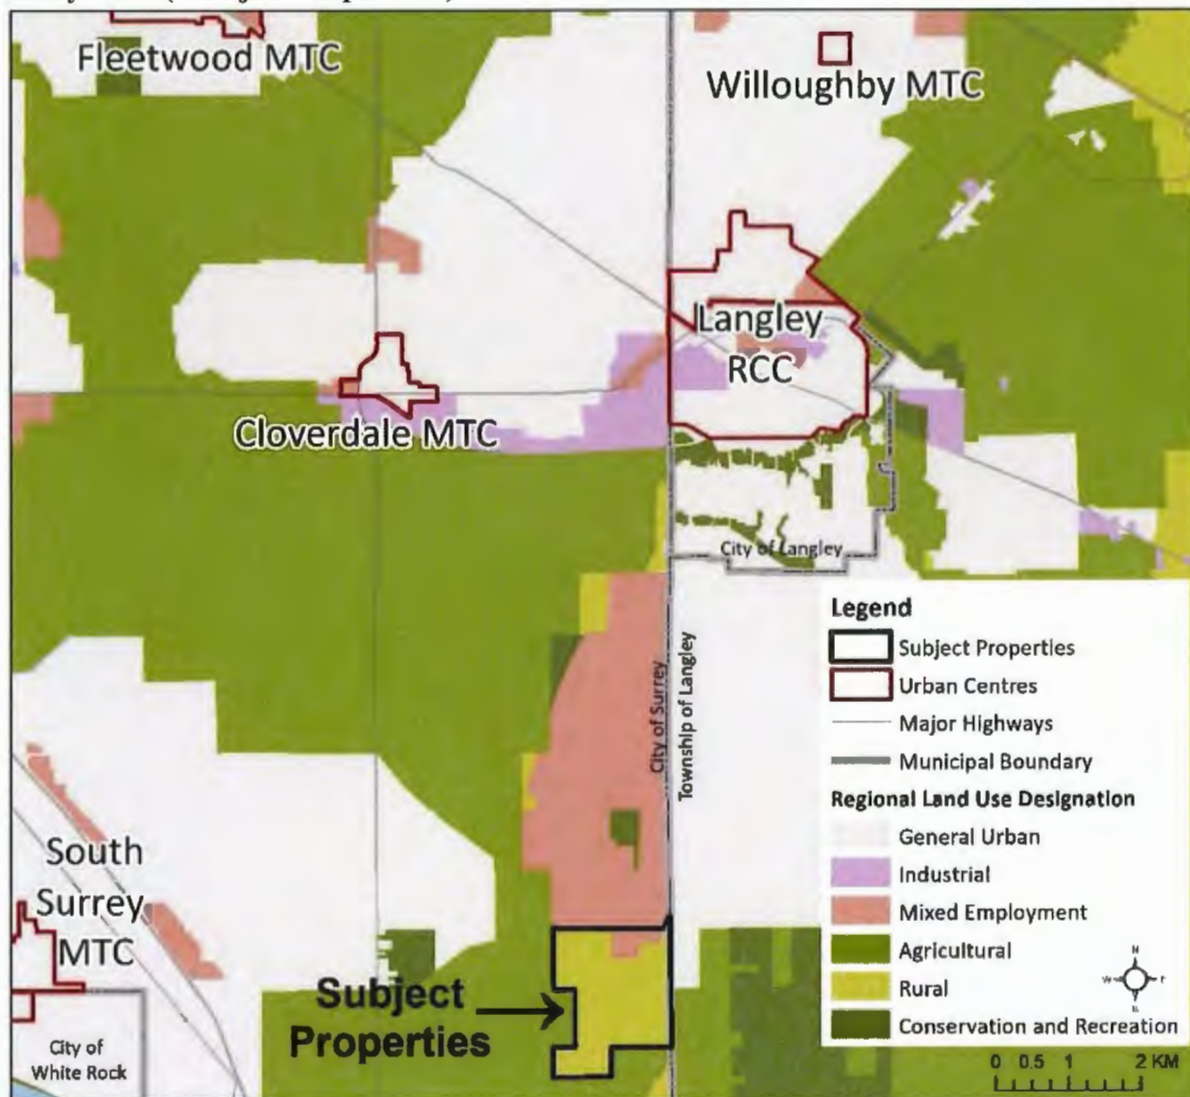 Fleetwood MTC
Willoughby MTC
Langley
RCC
Cloverdale MTC
City of Langley
City of Surrey
Township of Langley
South
Surrey
MTC
City of
White Rock
Subject
Properties
Legend
Subject Properties
Urban Centres
Major Highways
Municipal Boundary
Regional Land Use Designation
General Urban
Industrial
Mixed Employment
Agricultural
Rural
Conservation and Recreation
N
W
E
S
0 0.5 1 2 KM